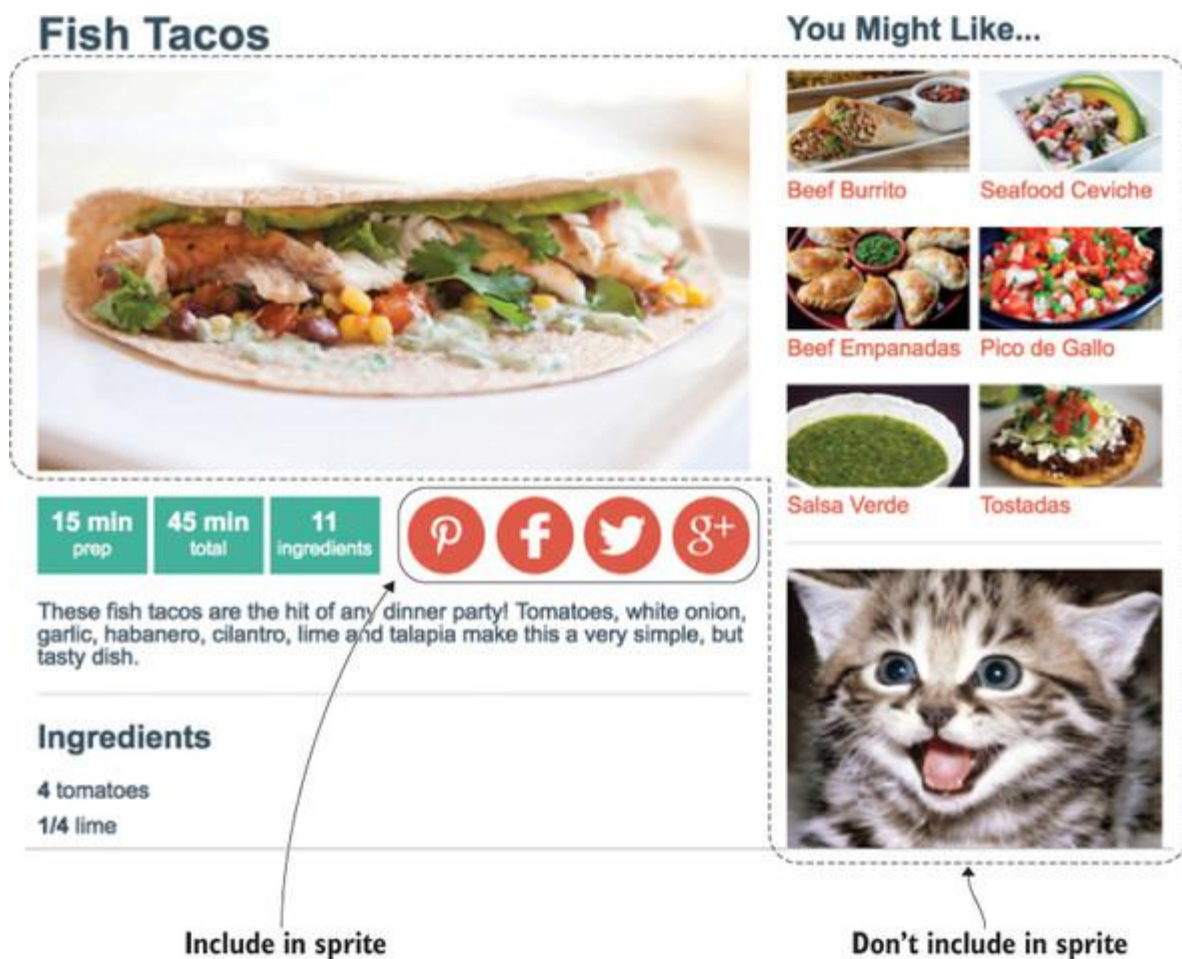 Fish Tacos
You Might Like...
Beef Burrito
Seafood Ceviche
Beef Empanadas
Pico de Gallo
Salsa Verde
Tostadas
15 min
prep
45 min
total
11
ingredients
g+
These fish tacos are the hit of any dinner party! Tomatoes, white onion,
garlic, habanero, cilantro, lime and talapia make this a very simple, but
tasty dish.
Ingredients
4 tomatoes
1/4 lime
Include in sprite
Don't include in sprite